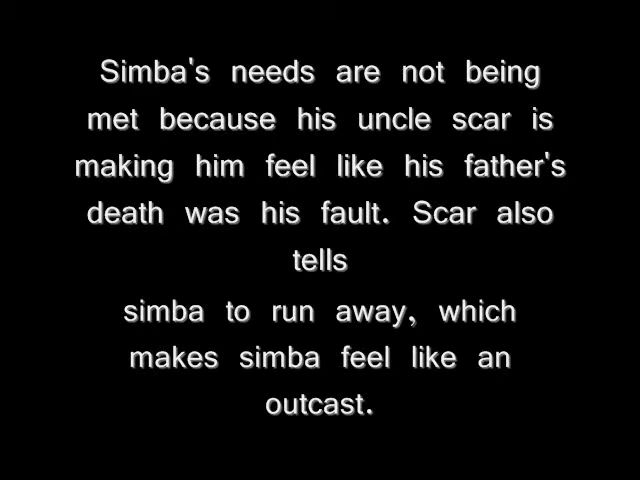 Simba's needs are not being
met because his uncle scar is
making him feel like his father's
death was his fault. Scar also
tells
simba to run away, which
makes simba feel like an
outcast.